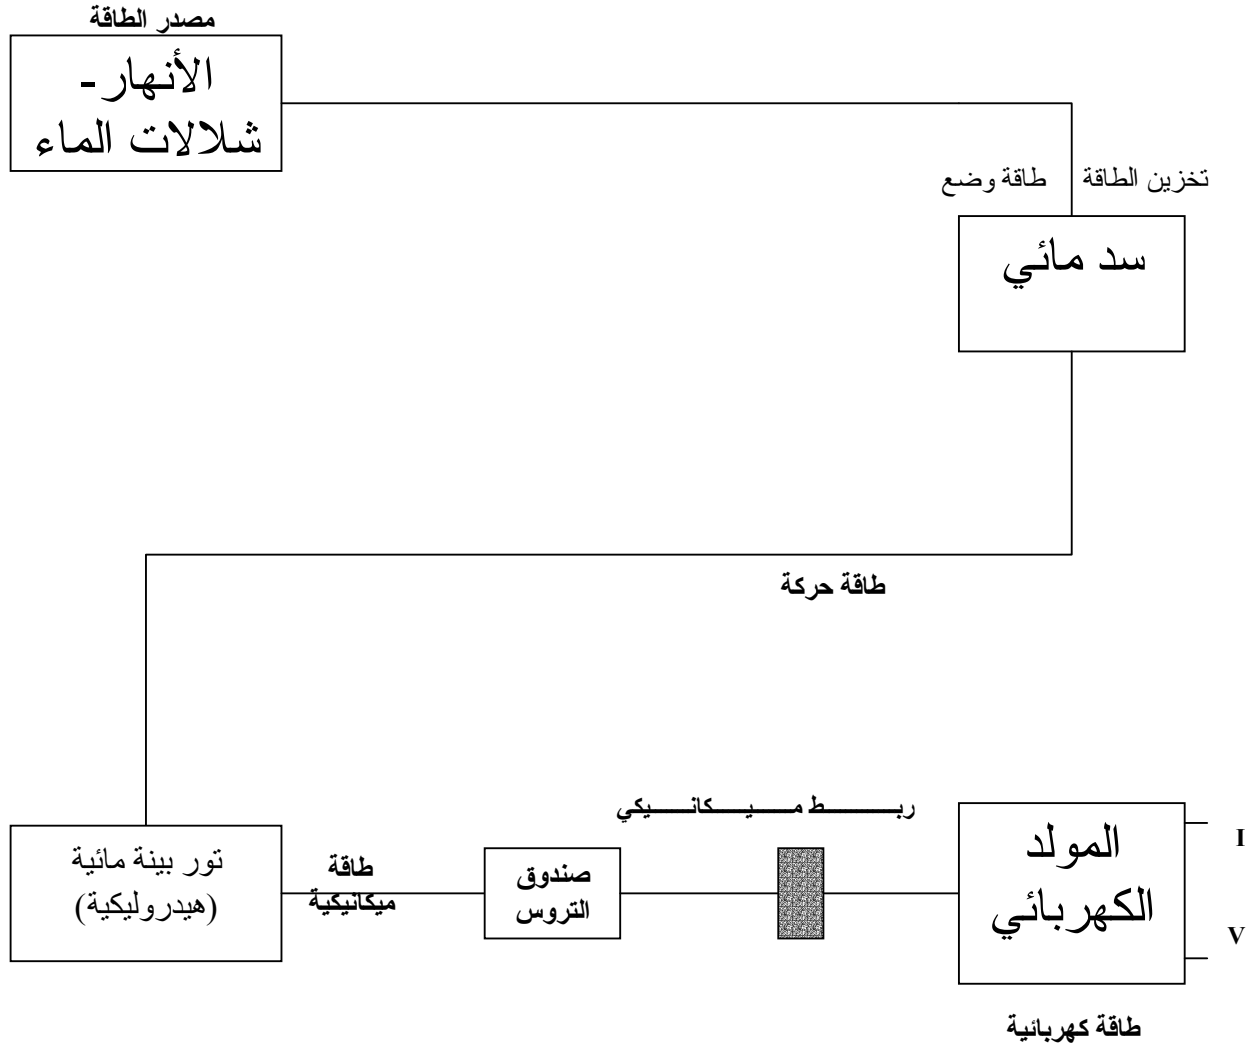 مصدر الطاقة
الأنهار -
شلالات الماء
تخزين الطاقة
طاقة وضع
سد مائي
طاقة حركة
ربط ميكانيكي
تور بينة مائية
(هيدروليكية)
طاقة
ميكانيكية
صندوق
التروس
المولد
الكهربائي
I
V
طاقة كهربائية